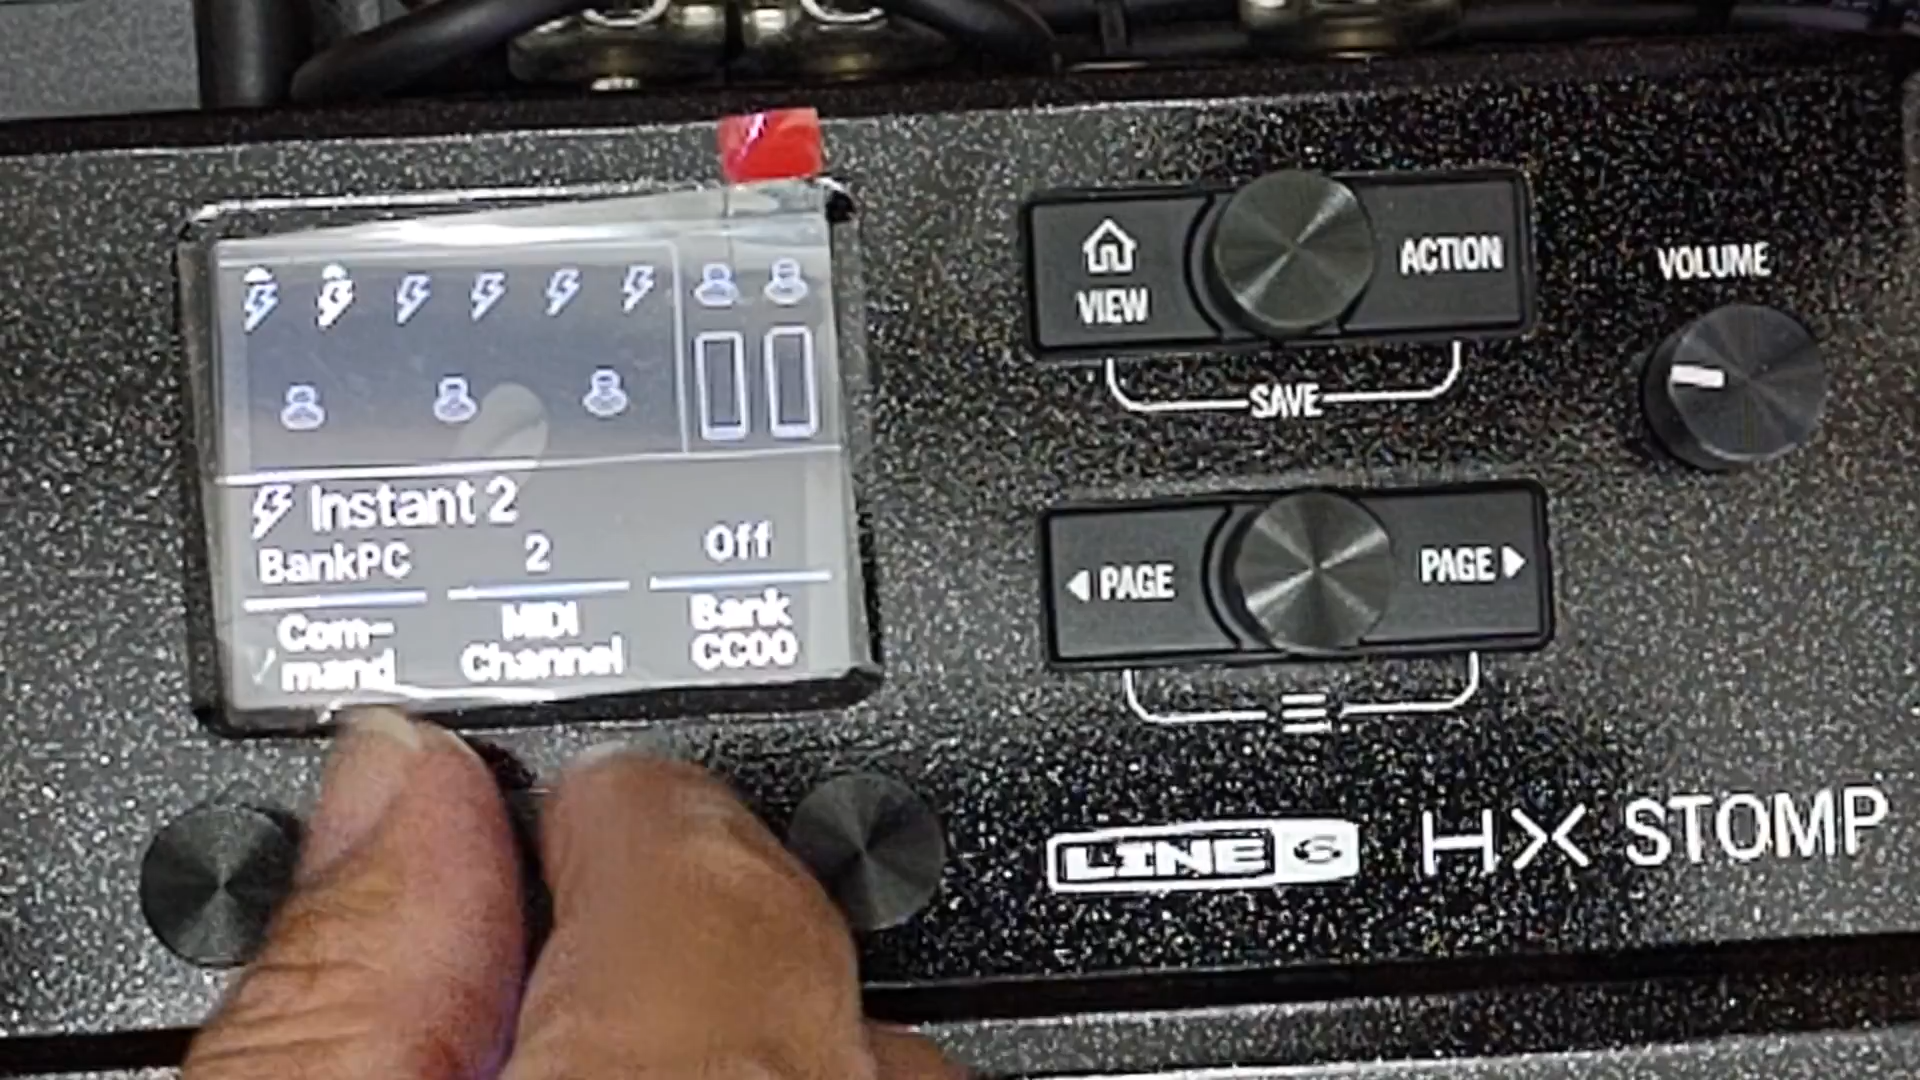 Instant 2
BankPC 2 Off
Com-
mand
MIDI
Channel
Bank
CC00
VIEW
ACTION
SAVE
VOLUME
PAGE
PAGE
LINE 6
HX STOMP